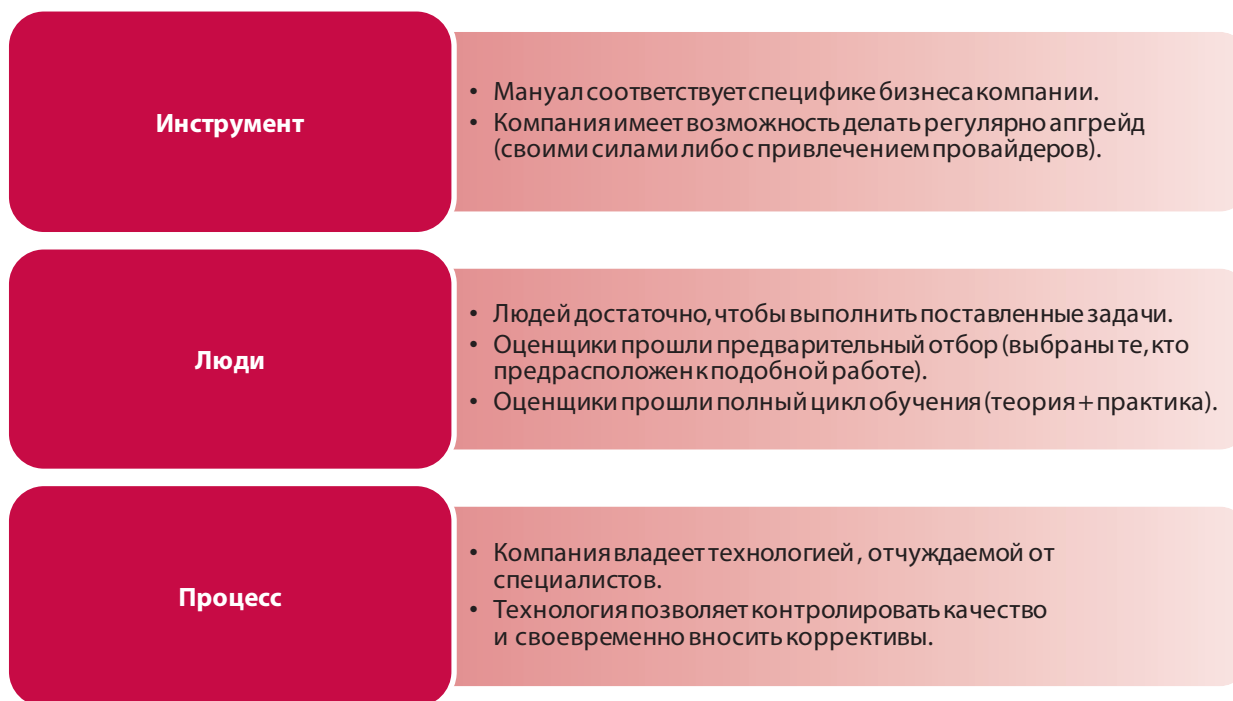 Инструмент
• Мануал соответствует специфике бизнеса компании.
• Компания имеет возможность делать регулярно апгрейд
(своими силами либо с привлечением провайдеров).
Люди
• Людей достаточно, чтобы выполнить поставленные задачи.
• Оценщики прошли предварительный отбор (выбраны те, кто
предрасположен к подобной работе).
• Оценщики прошли полный цикл обучения (теория + практика).
Процесс
• Компания владеет технологией , отчуждаемой от
специалистов.
• Технология позволяет контролировать качество
и своевременно вносить коррективы.